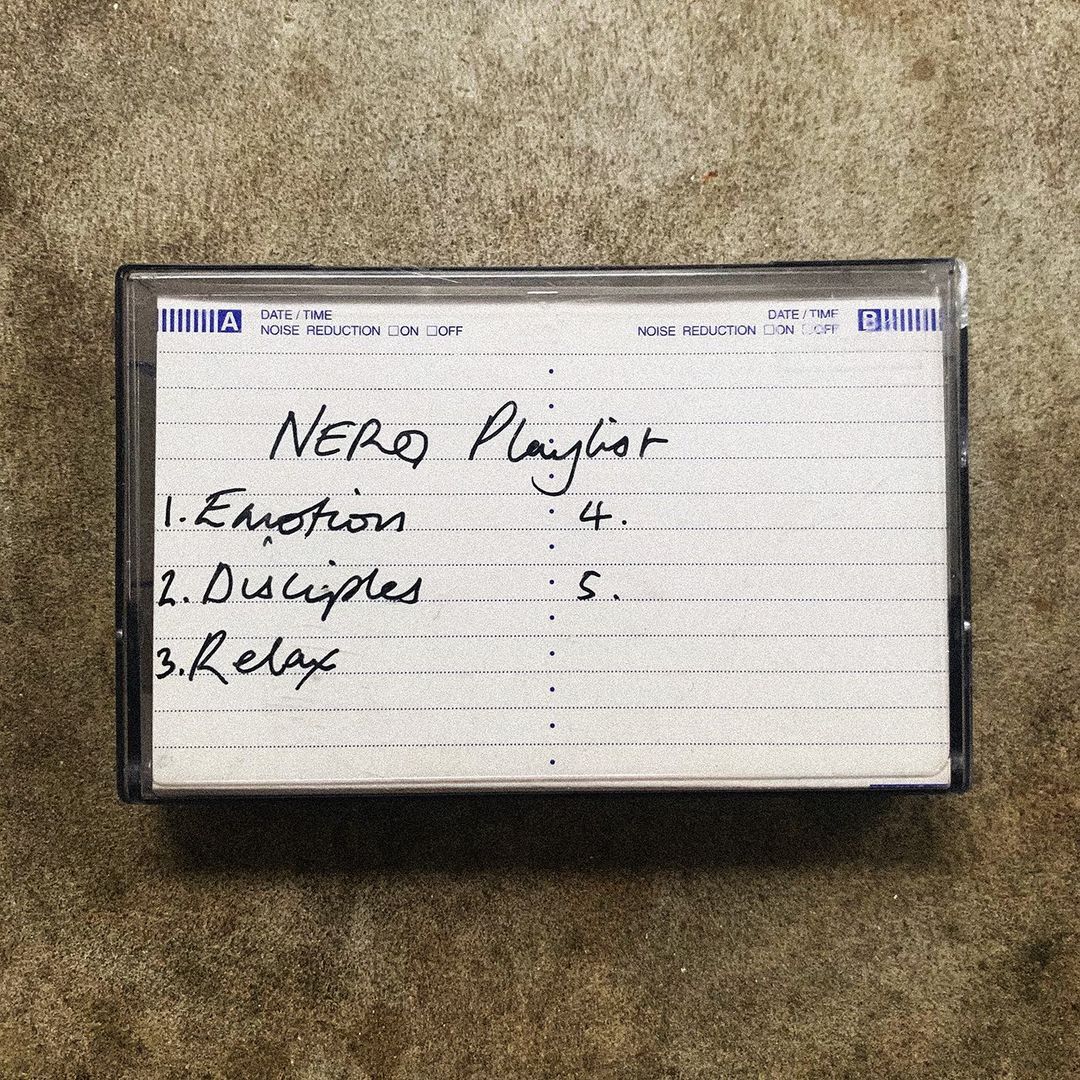 A DATE / TIME DATE / TIME B
NOISE REDUCTION ☐ON ☐OFF NOISE REDUCTION ☐ON ☐OFF
NERO Playlist
1. Emotion 4.
2. Disciples 5.
3. Relax